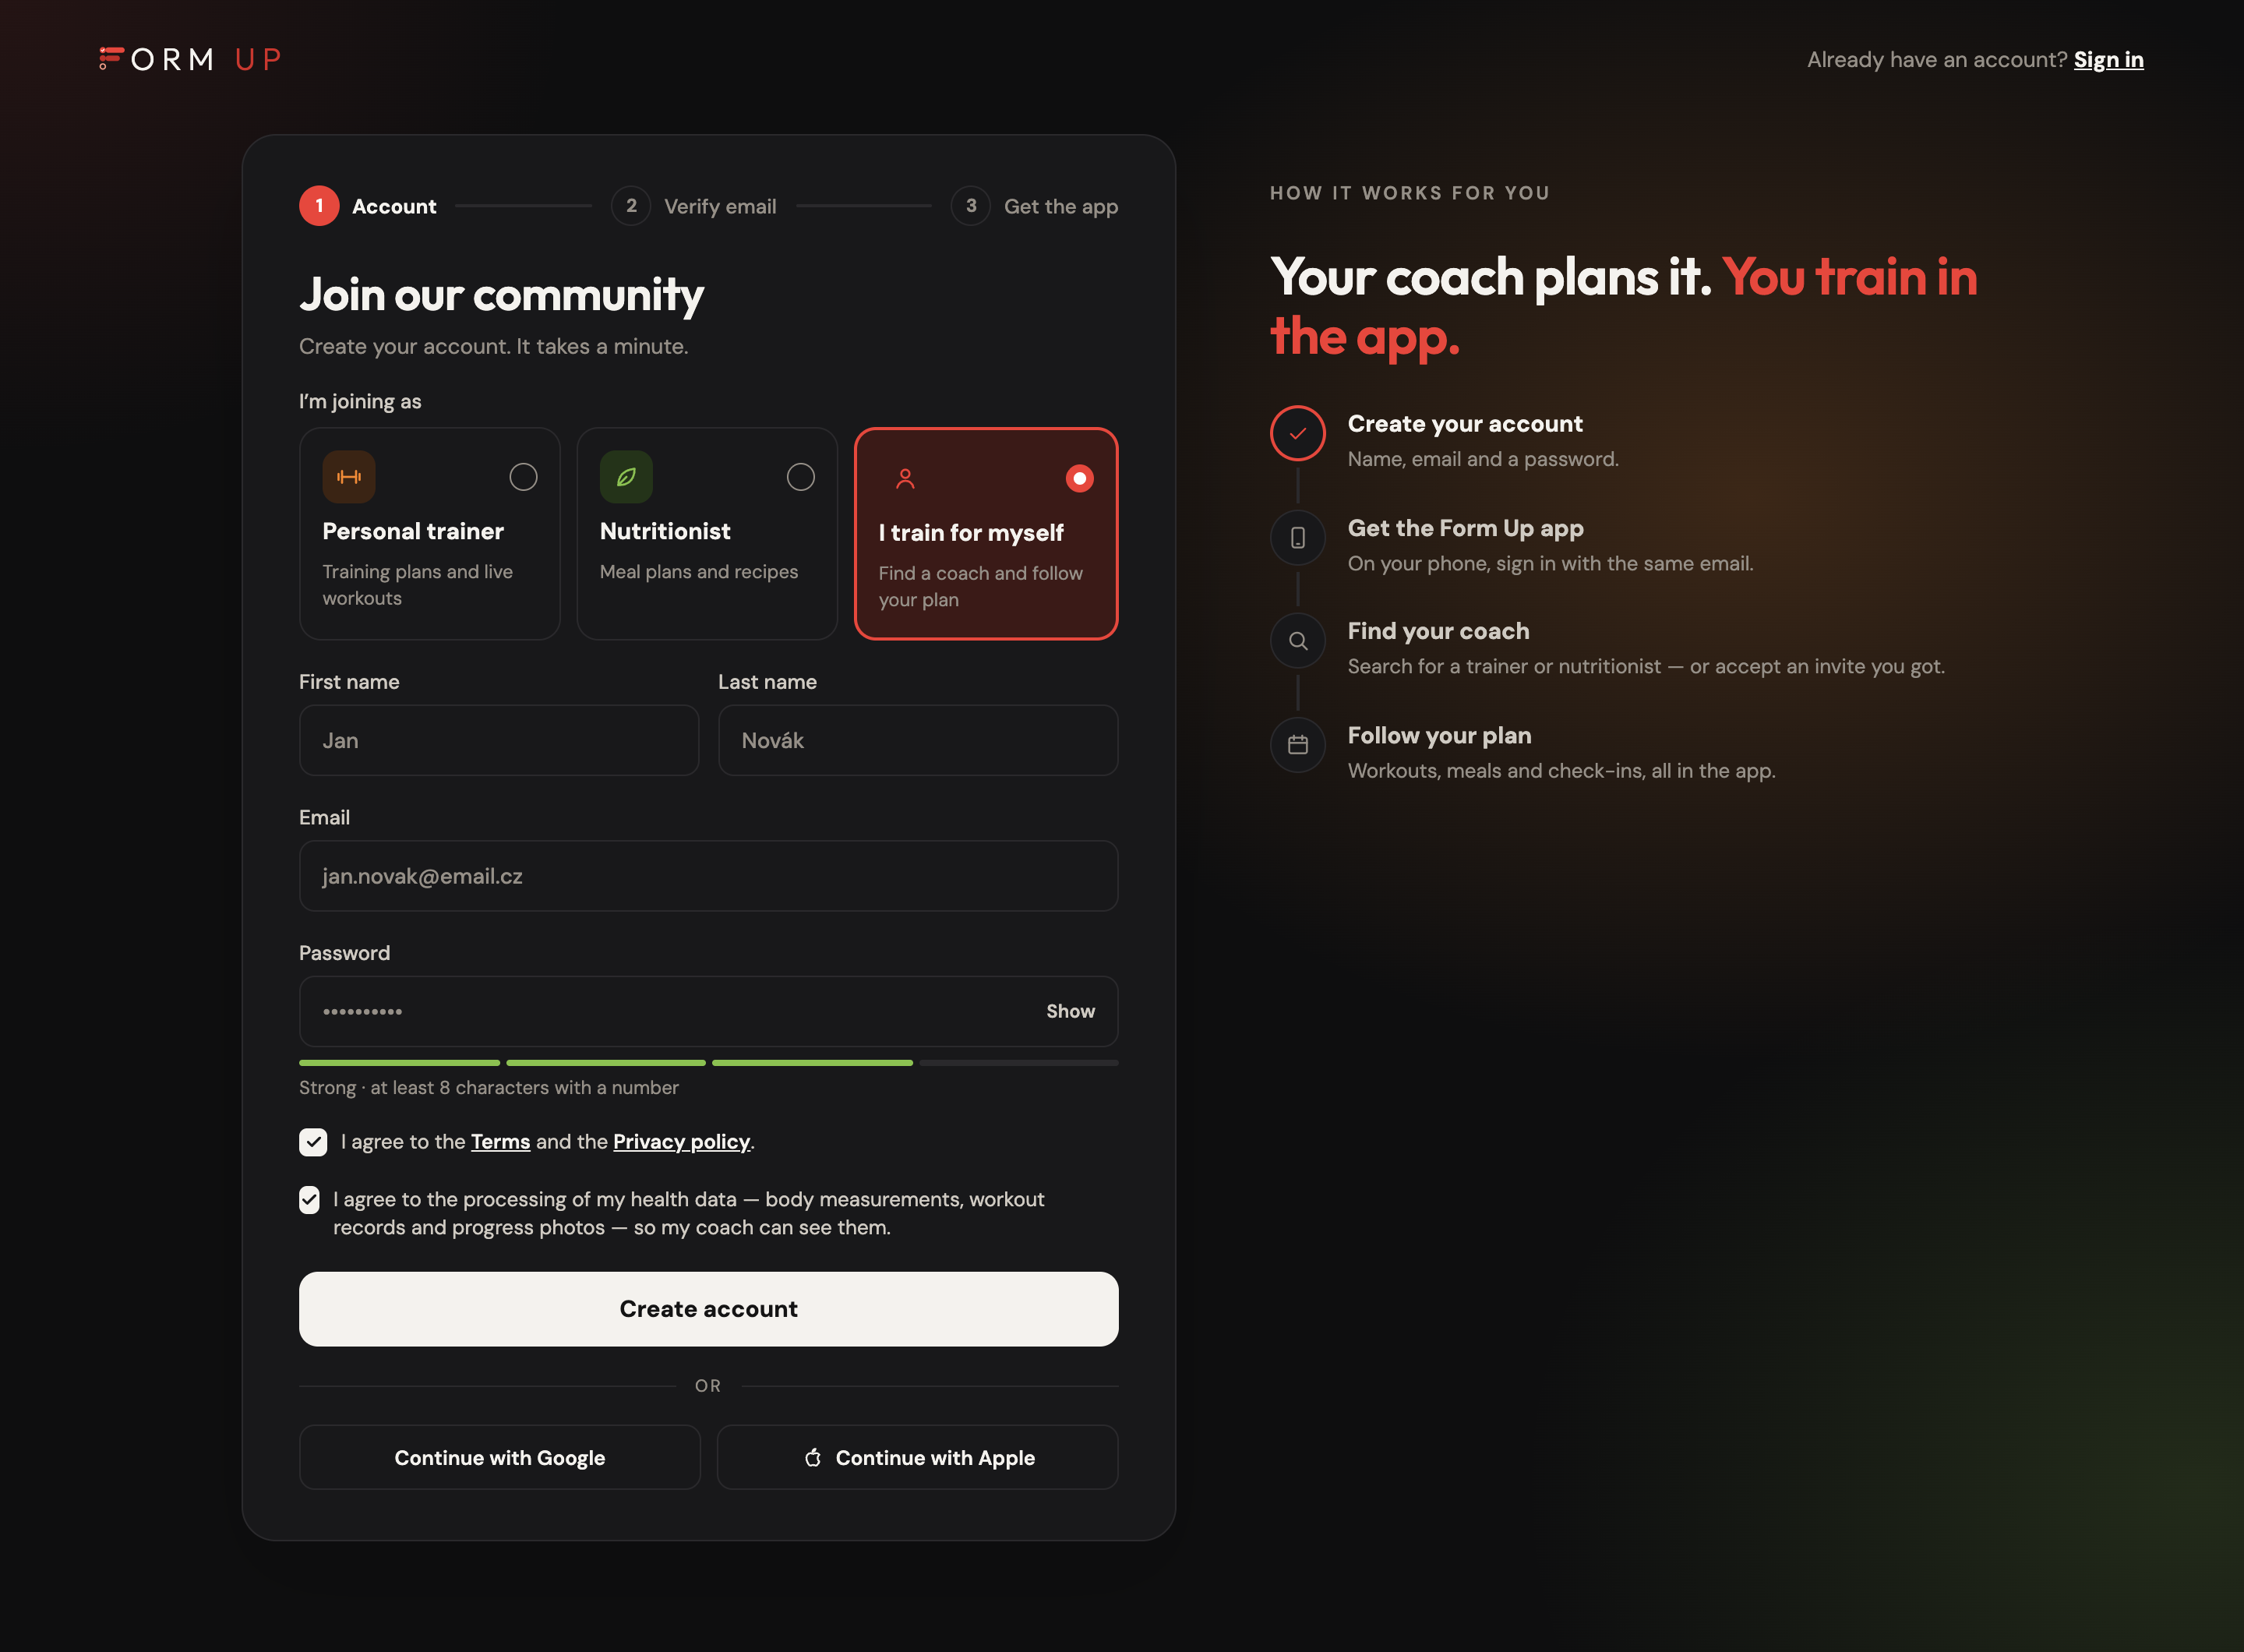 FORM UP
Already have an account? Sign in
1 Account
2 Verify email
3 Get the app
Join our community
Create your account. It takes a minute.
I’m joining as
Personal trainer
Training plans and live
workouts
Nutritionist
Meal plans and recipes
I train for myself
Find a coach and follow
your plan
First name
Last name
Jan
Novák
Email
jan.novak@email.cz
Password
••••••••••
Show
Strong · at least 8 characters with a number
I agree to the Terms and the Privacy policy.
I agree to the processing of my health data — body measurements, workout
records and progress photos — so my coach can see them.
Create account
OR
Continue with Google
Continue with Apple
HOW IT WORKS FOR YOU
Your coach plans it. You train in
the app.
Create your account
Name, email and a password.
Get the Form Up app
On your phone, sign in with the same email.
Find your coach
Search for a trainer or nutritionist — or accept an invite you got.
Follow your plan
Workouts, meals and check-ins, all in the app.